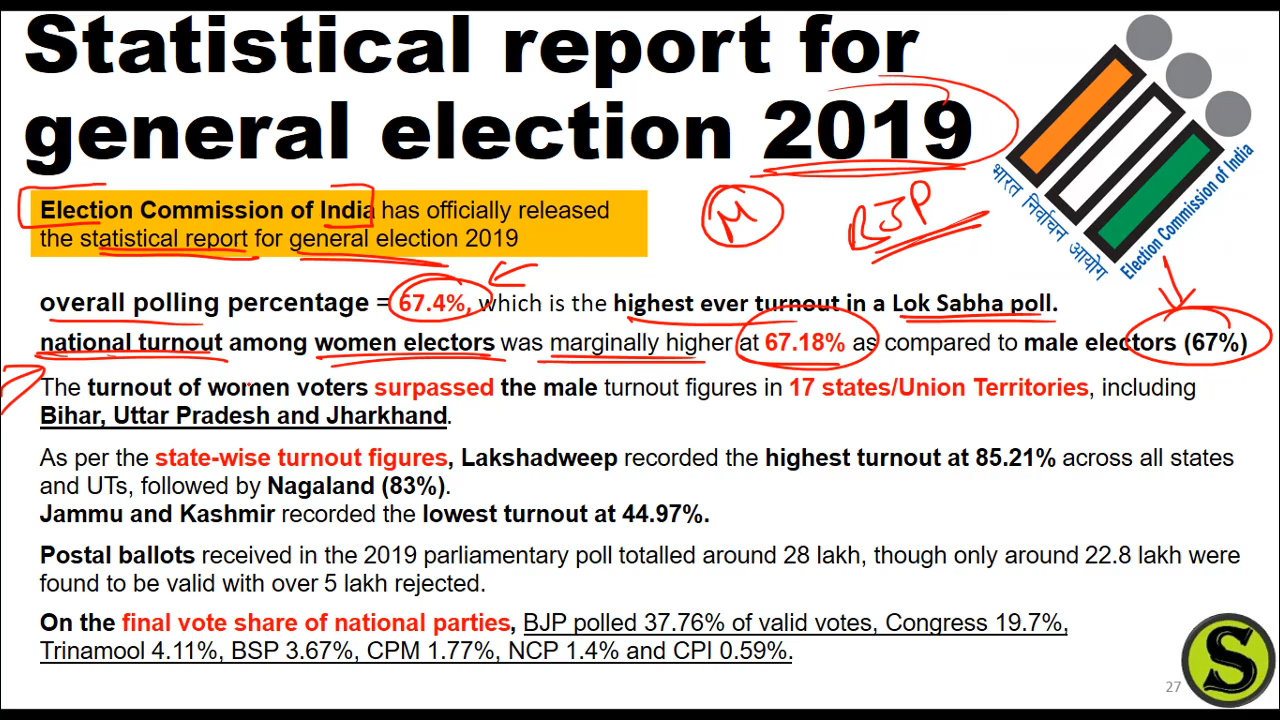 Statistical report for
general election 2019
Election Commission of India has officially released
the statistical report for general election 2019
M
BJP
भारत निर्वाचन आयोग
Election Commission of India
overall polling percentage = 67.4%, which is the highest ever turnout in a Lok Sabha poll.
national turnout among women electors was marginally higher at 67.18% as compared to male electors (67%)
The turnout of women voters surpassed the male turnout figures in 17 states/Union Territories, including
Bihar, Uttar Pradesh and Jharkhand.
As per the state-wise turnout figures, Lakshadweep recorded the highest turnout at 85.21% across all states
and UTs, followed by Nagaland (83%).
Jammu and Kashmir recorded the lowest turnout at 44.97%.
Postal ballots received in the 2019 parliamentary poll totalled around 28 lakh, though only around 22.8 lakh were
found to be valid with over 5 lakh rejected.
On the final vote share of national parties, BJP polled 37.76% of valid votes, Congress 19.7%,
Trinamool 4.11%, BSP 3.67%, CPM 1.77%, NCP 1.4% and CPI 0.59%.
27
S